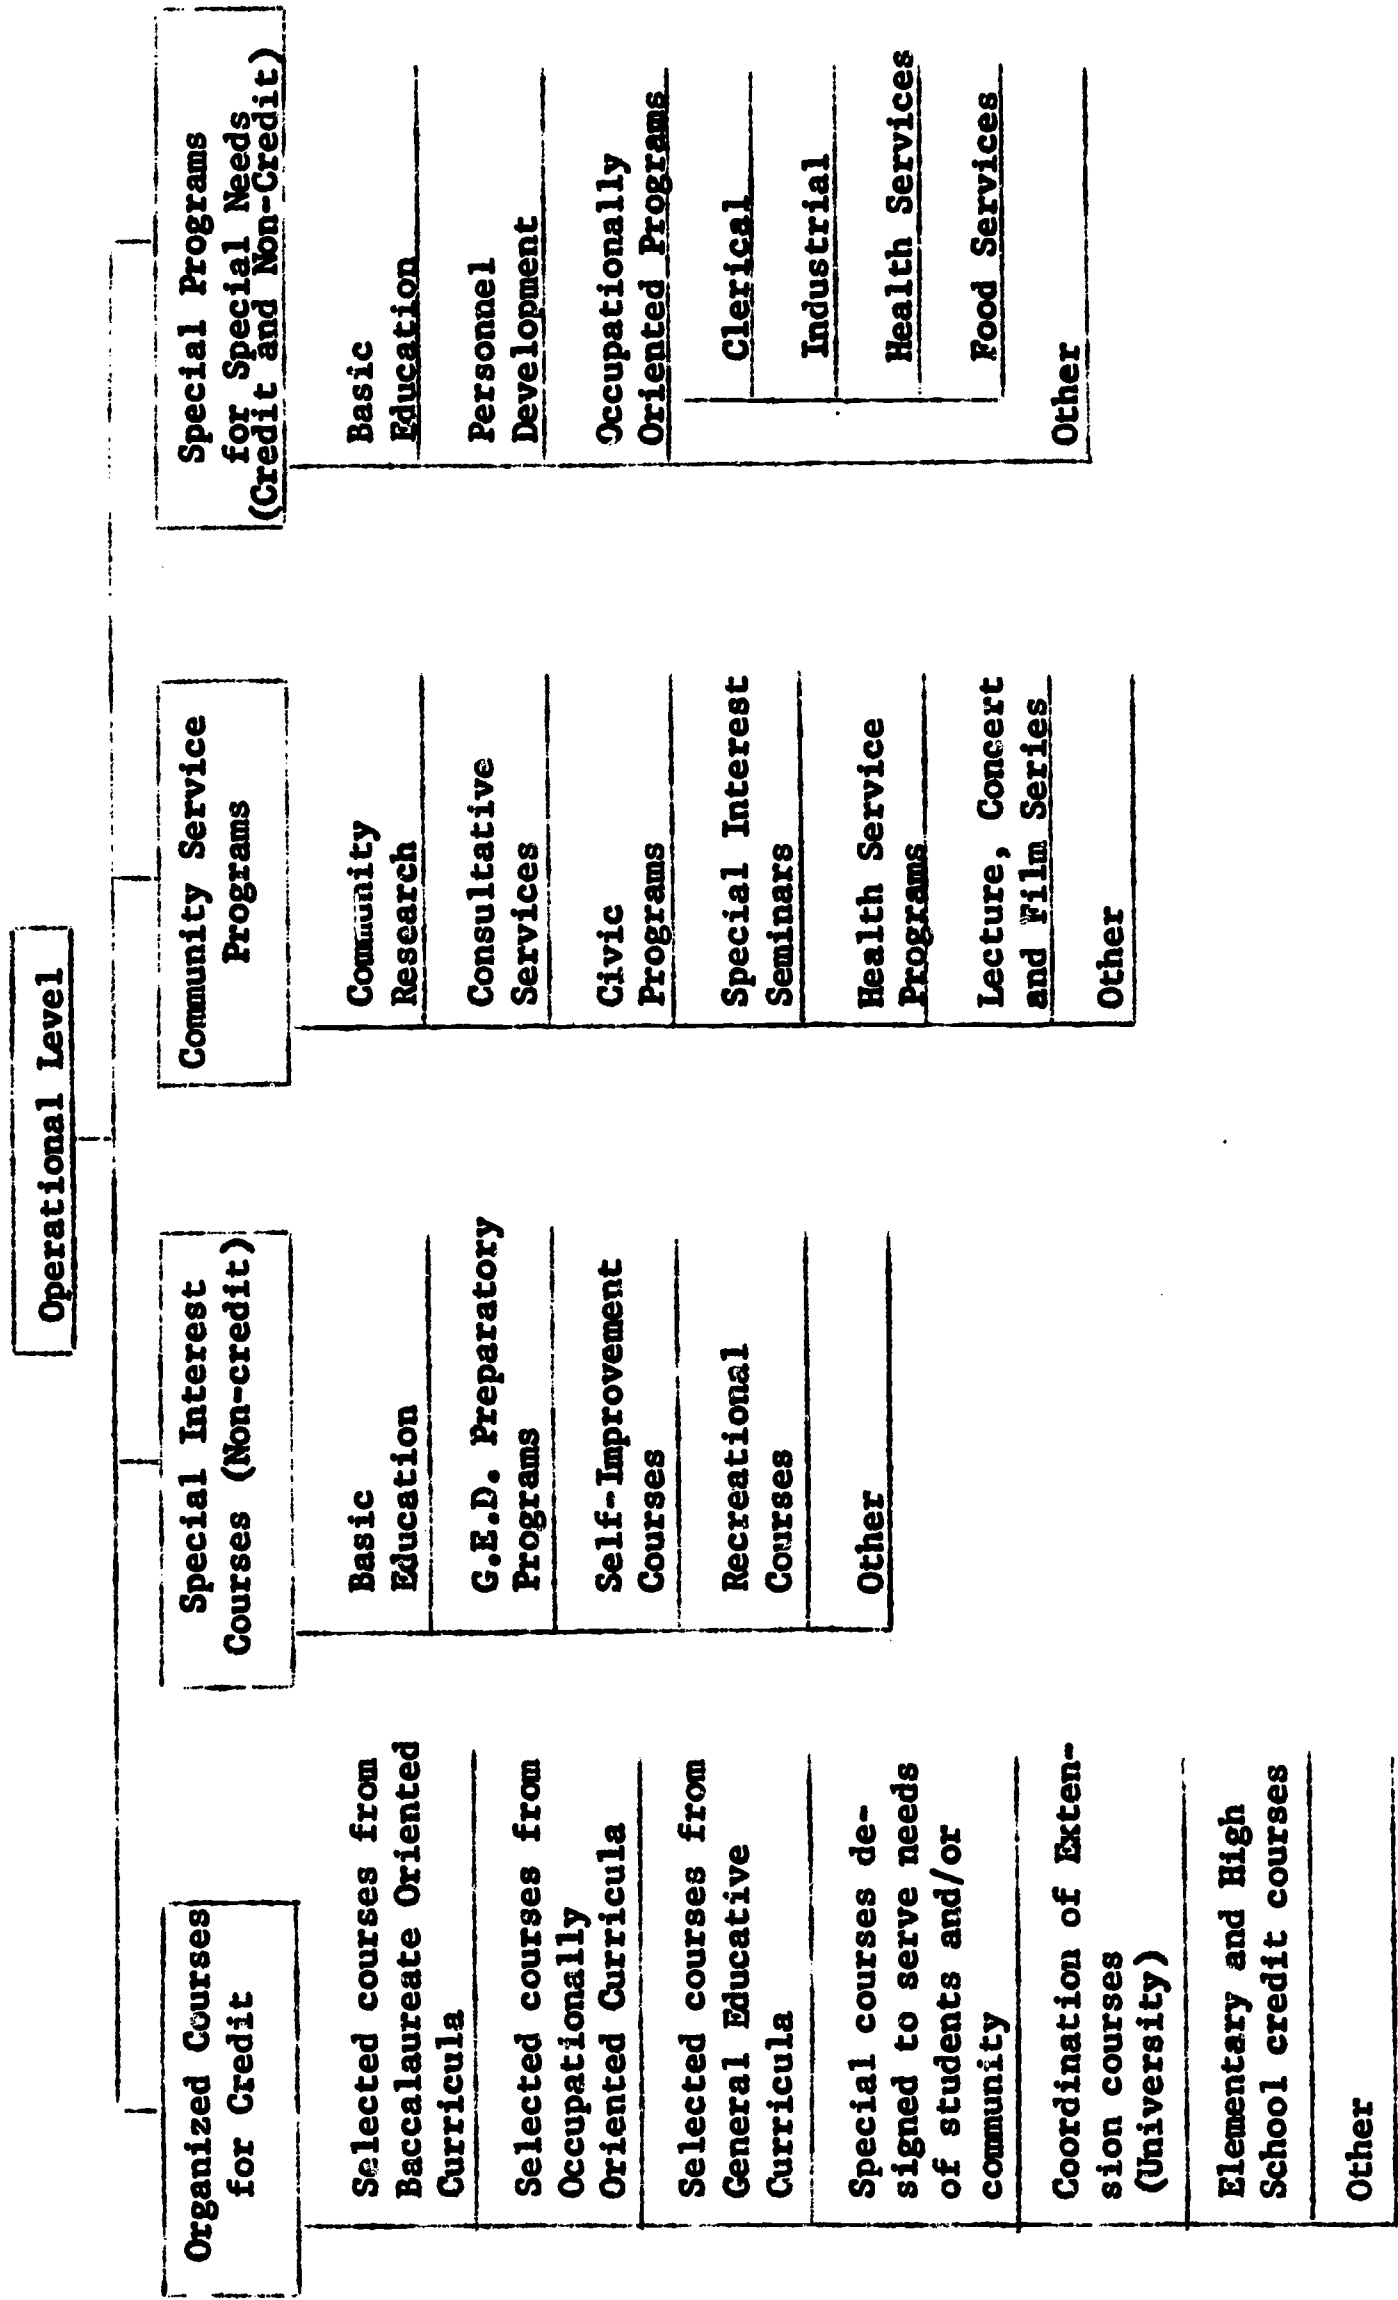 Operational Level
Organized Courses
for Credit
Selected courses from
Baccalaureate Oriented
Curricula
Selected courses from
Occupationally
Oriented Curricula
Selected courses from
General Educative
Curricula
Special courses de-
signed to serve needs
of students and/or
community
Coordination of Exten-
sion courses
(University)
Elementary and High
School credit courses
Other
Special Interest
Courses (Non-credit)
Basic
Education
G.E.D. Preparatory
Programs
Self-Improvement
Courses
Recreational
Courses
Other
Community Service
Programs
Community
Research
Consultative
Services
Civic
Programs
Special Interest
Seminars
Health Service
Programs
Lecture, Concert
and Film Series
Other
Special Programs
for Special Needs
(Credit and Non-Credit)
Basic
Education
Personnel
Development
Occupationally
Oriented Programs
Clerical
Industrial
Health Services
Food Services
Other